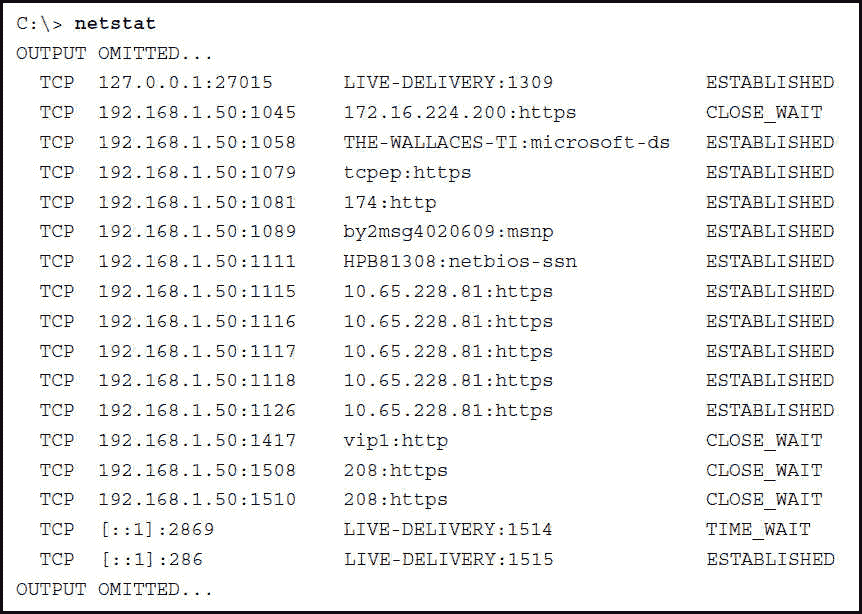 C:\> netstat
OUTPUT OMITTED...
TCP 127.0.0.1:27015 LIVE-DELIVERY:1309 ESTABLISHED
TCP 192.168.1.50:1045 172.16.224.200:https CLOSE_WAIT
TCP 192.168.1.50:1058 THE-WALLACES-TI:microsoft-ds ESTABLISHED
TCP 192.168.1.50:1079 tcpep:https ESTABLISHED
TCP 192.168.1.50:1081 174:http ESTABLISHED
TCP 192.168.1.50:1089 by2msg4020609:msnp ESTABLISHED
TCP 192.168.1.50:1111 HPB81308:netbios-ssn ESTABLISHED
TCP 192.168.1.50:1115 10.65.228.81:https ESTABLISHED
TCP 192.168.1.50:1116 10.65.228.81:https ESTABLISHED
TCP 192.168.1.50:1117 10.65.228.81:https ESTABLISHED
TCP 192.168.1.50:1118 10.65.228.81:https ESTABLISHED
TCP 192.168.1.50:1126 10.65.228.81:https ESTABLISHED
TCP 192.168.1.50:1417 vip1:http CLOSE_WAIT
TCP 192.168.1.50:1508 208:https CLOSE_WAIT
TCP 192.168.1.50:1510 208:https CLOSE_WAIT
TCP [::1]:2869 LIVE-DELIVERY:1514 TIME_WAIT
TCP [::1]:286 LIVE-DELIVERY:1515 ESTABLISHED
OUTPUT OMITTED...